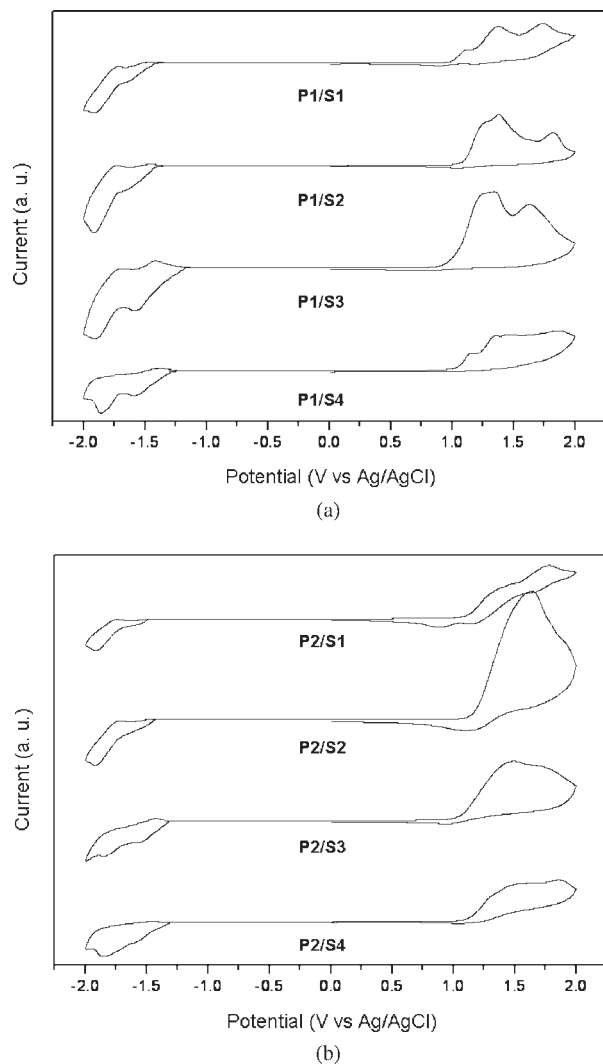 (a)
Current (a. u.)
P1/S1
P1/S2
P1/S3
P1/S4
-2.0 -1.5 -1.0 -0.5 0.0 0.5 1.0 1.5 2.0
Potential (V vs Ag/AgCl)
(a)
Current (a. u.)
P2/S1
P2/S2
P2/S3
P2/S4
-2.0 -1.5 -1.0 -0.5 0.0 0.5 1.0 1.5 2.0
Potential (V vs Ag/AgCl)
(b)